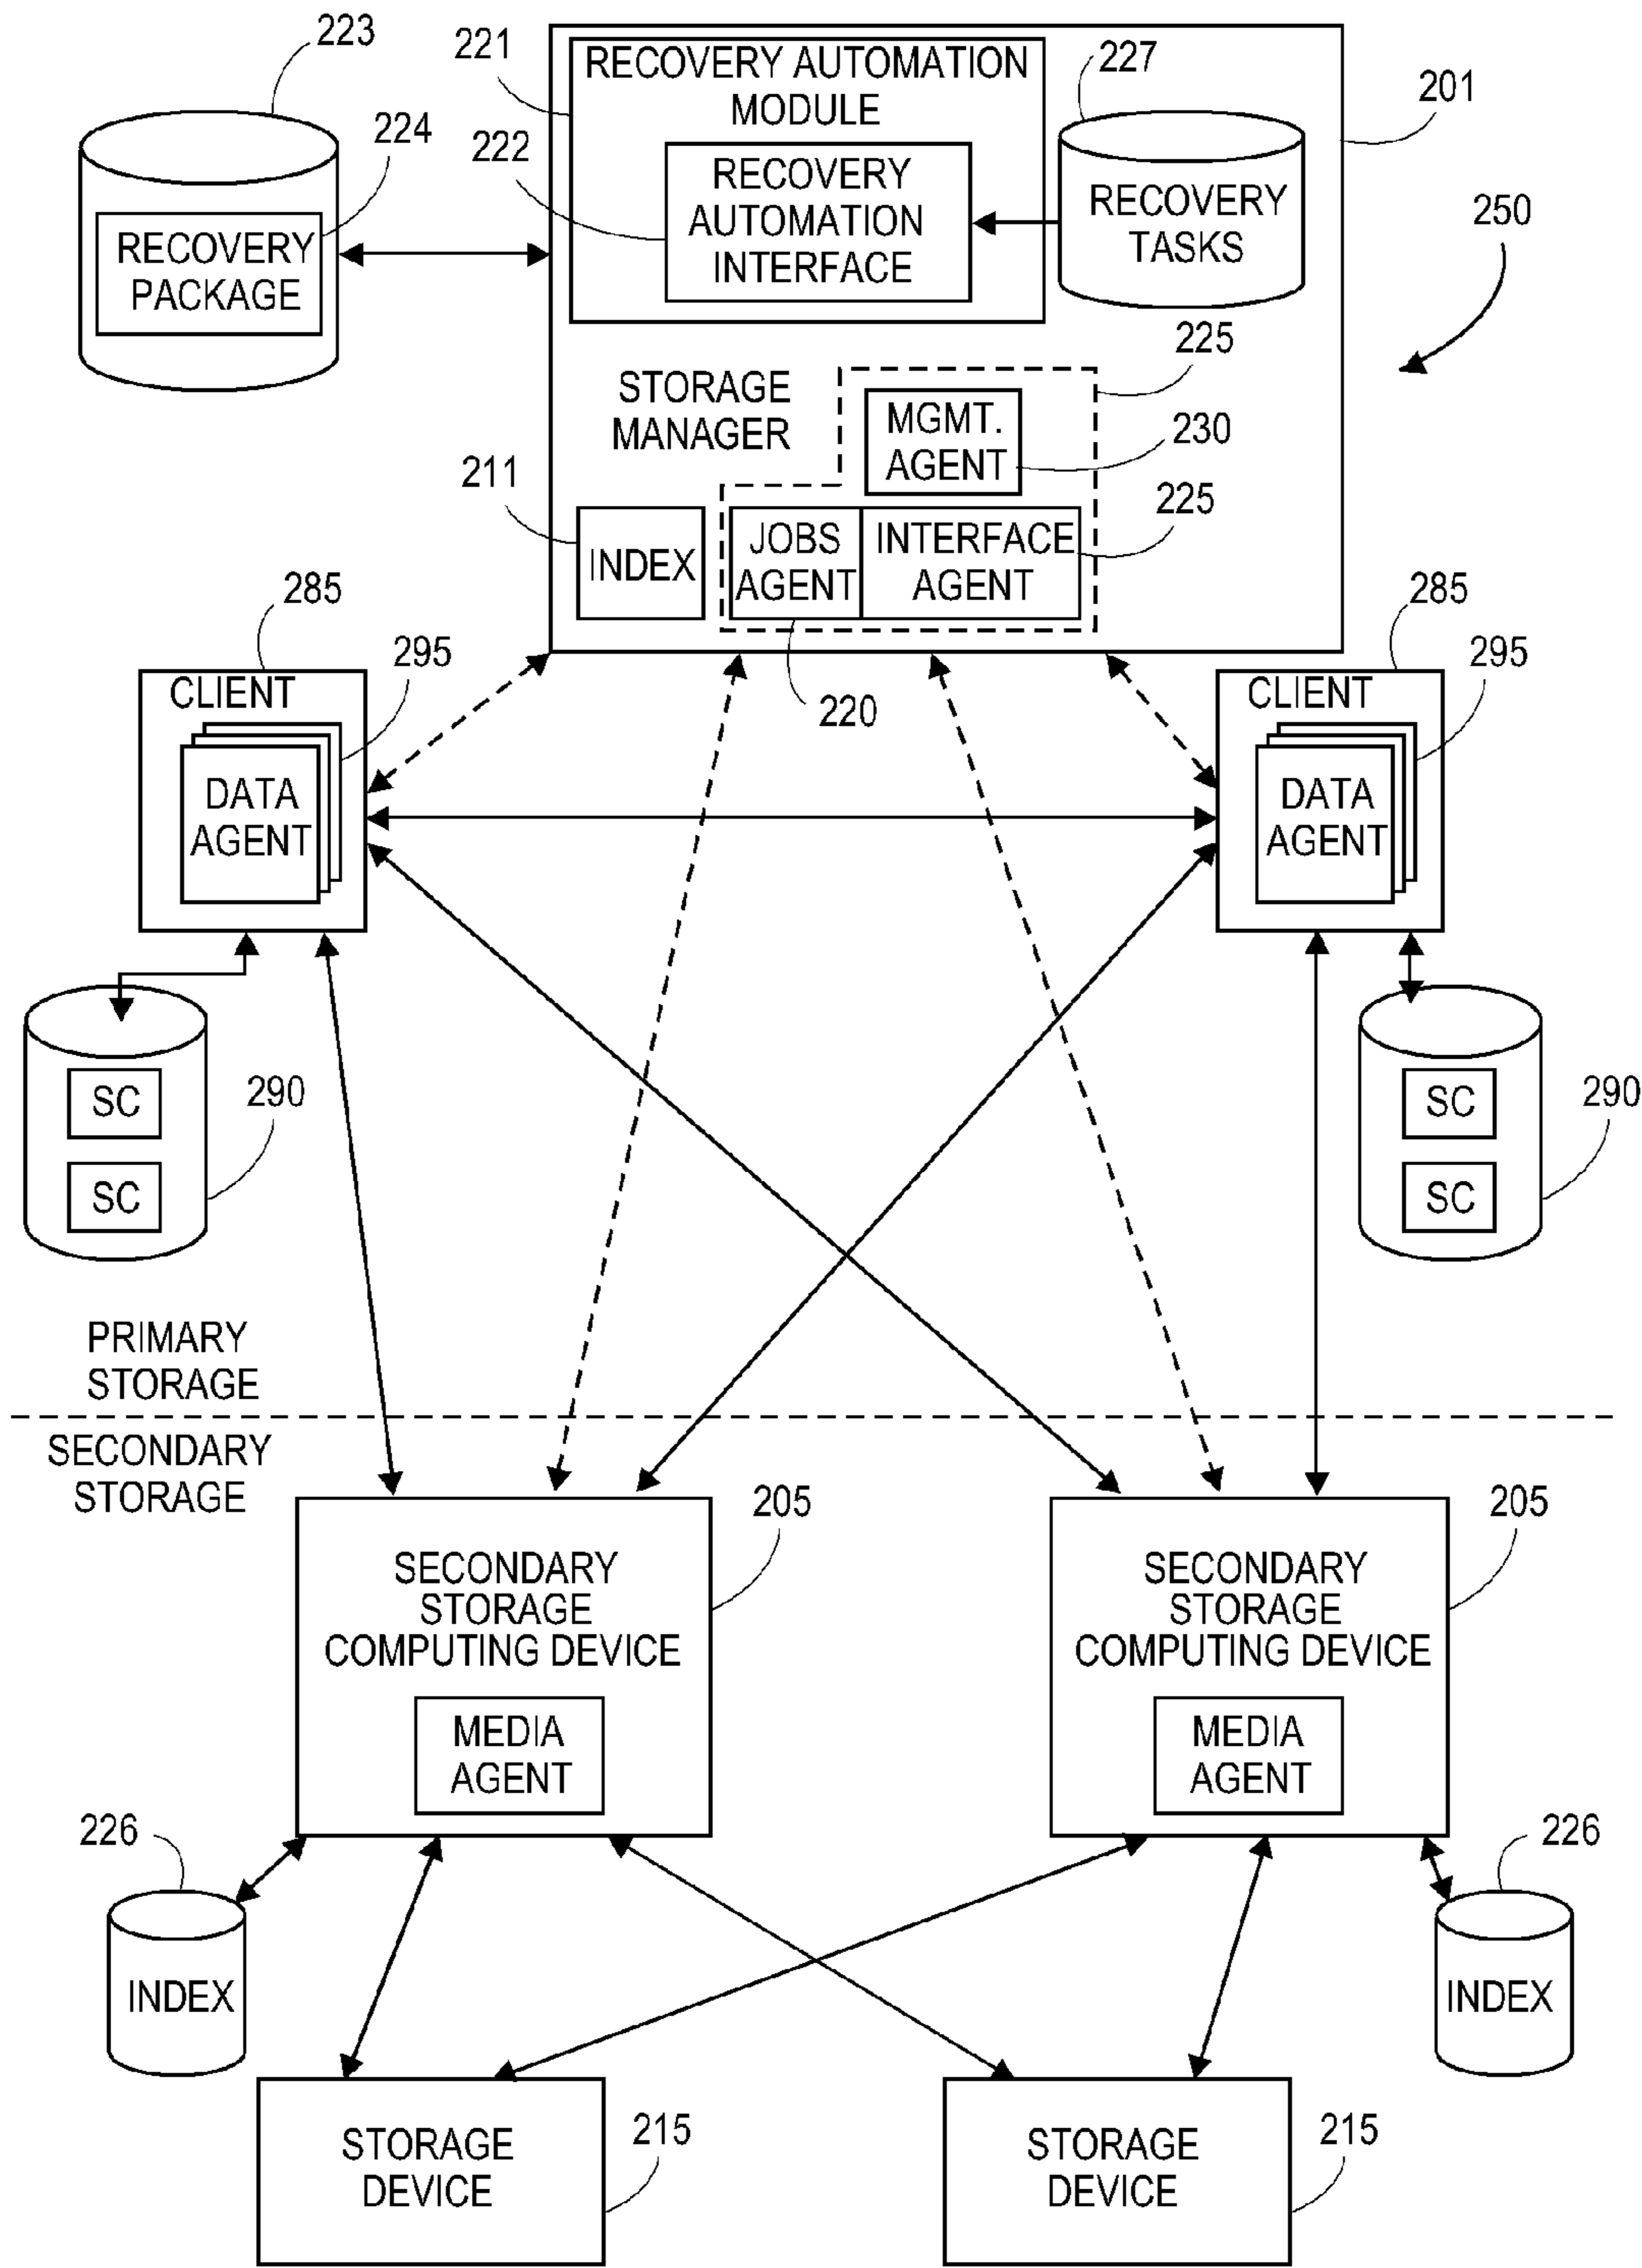 223
221
RECOVERY AUTOMATION
MODULE
227
201
224
222
RECOVERY
AUTOMATION
INTERFACE
RECOVERY
TASKS
250
RECOVERY
PACKAGE
225
STORAGE
MANAGER
MGMT.
AGENT
230
211
225
INDEX
JOBS
AGENT
INTERFACE
AGENT
285
285
295
295
CLIENT
220
CLIENT
DATA
AGENT
DATA
AGENT
290
SC
SC
290
SC
SC
PRIMARY
STORAGE
SECONDARY
STORAGE
205
205
SECONDARY
STORAGE
COMPUTING DEVICE
SECONDARY
STORAGE
COMPUTING DEVICE
MEDIA
AGENT
MEDIA
AGENT
226
226
INDEX
INDEX
STORAGE
DEVICE
215
STORAGE
DEVICE
215